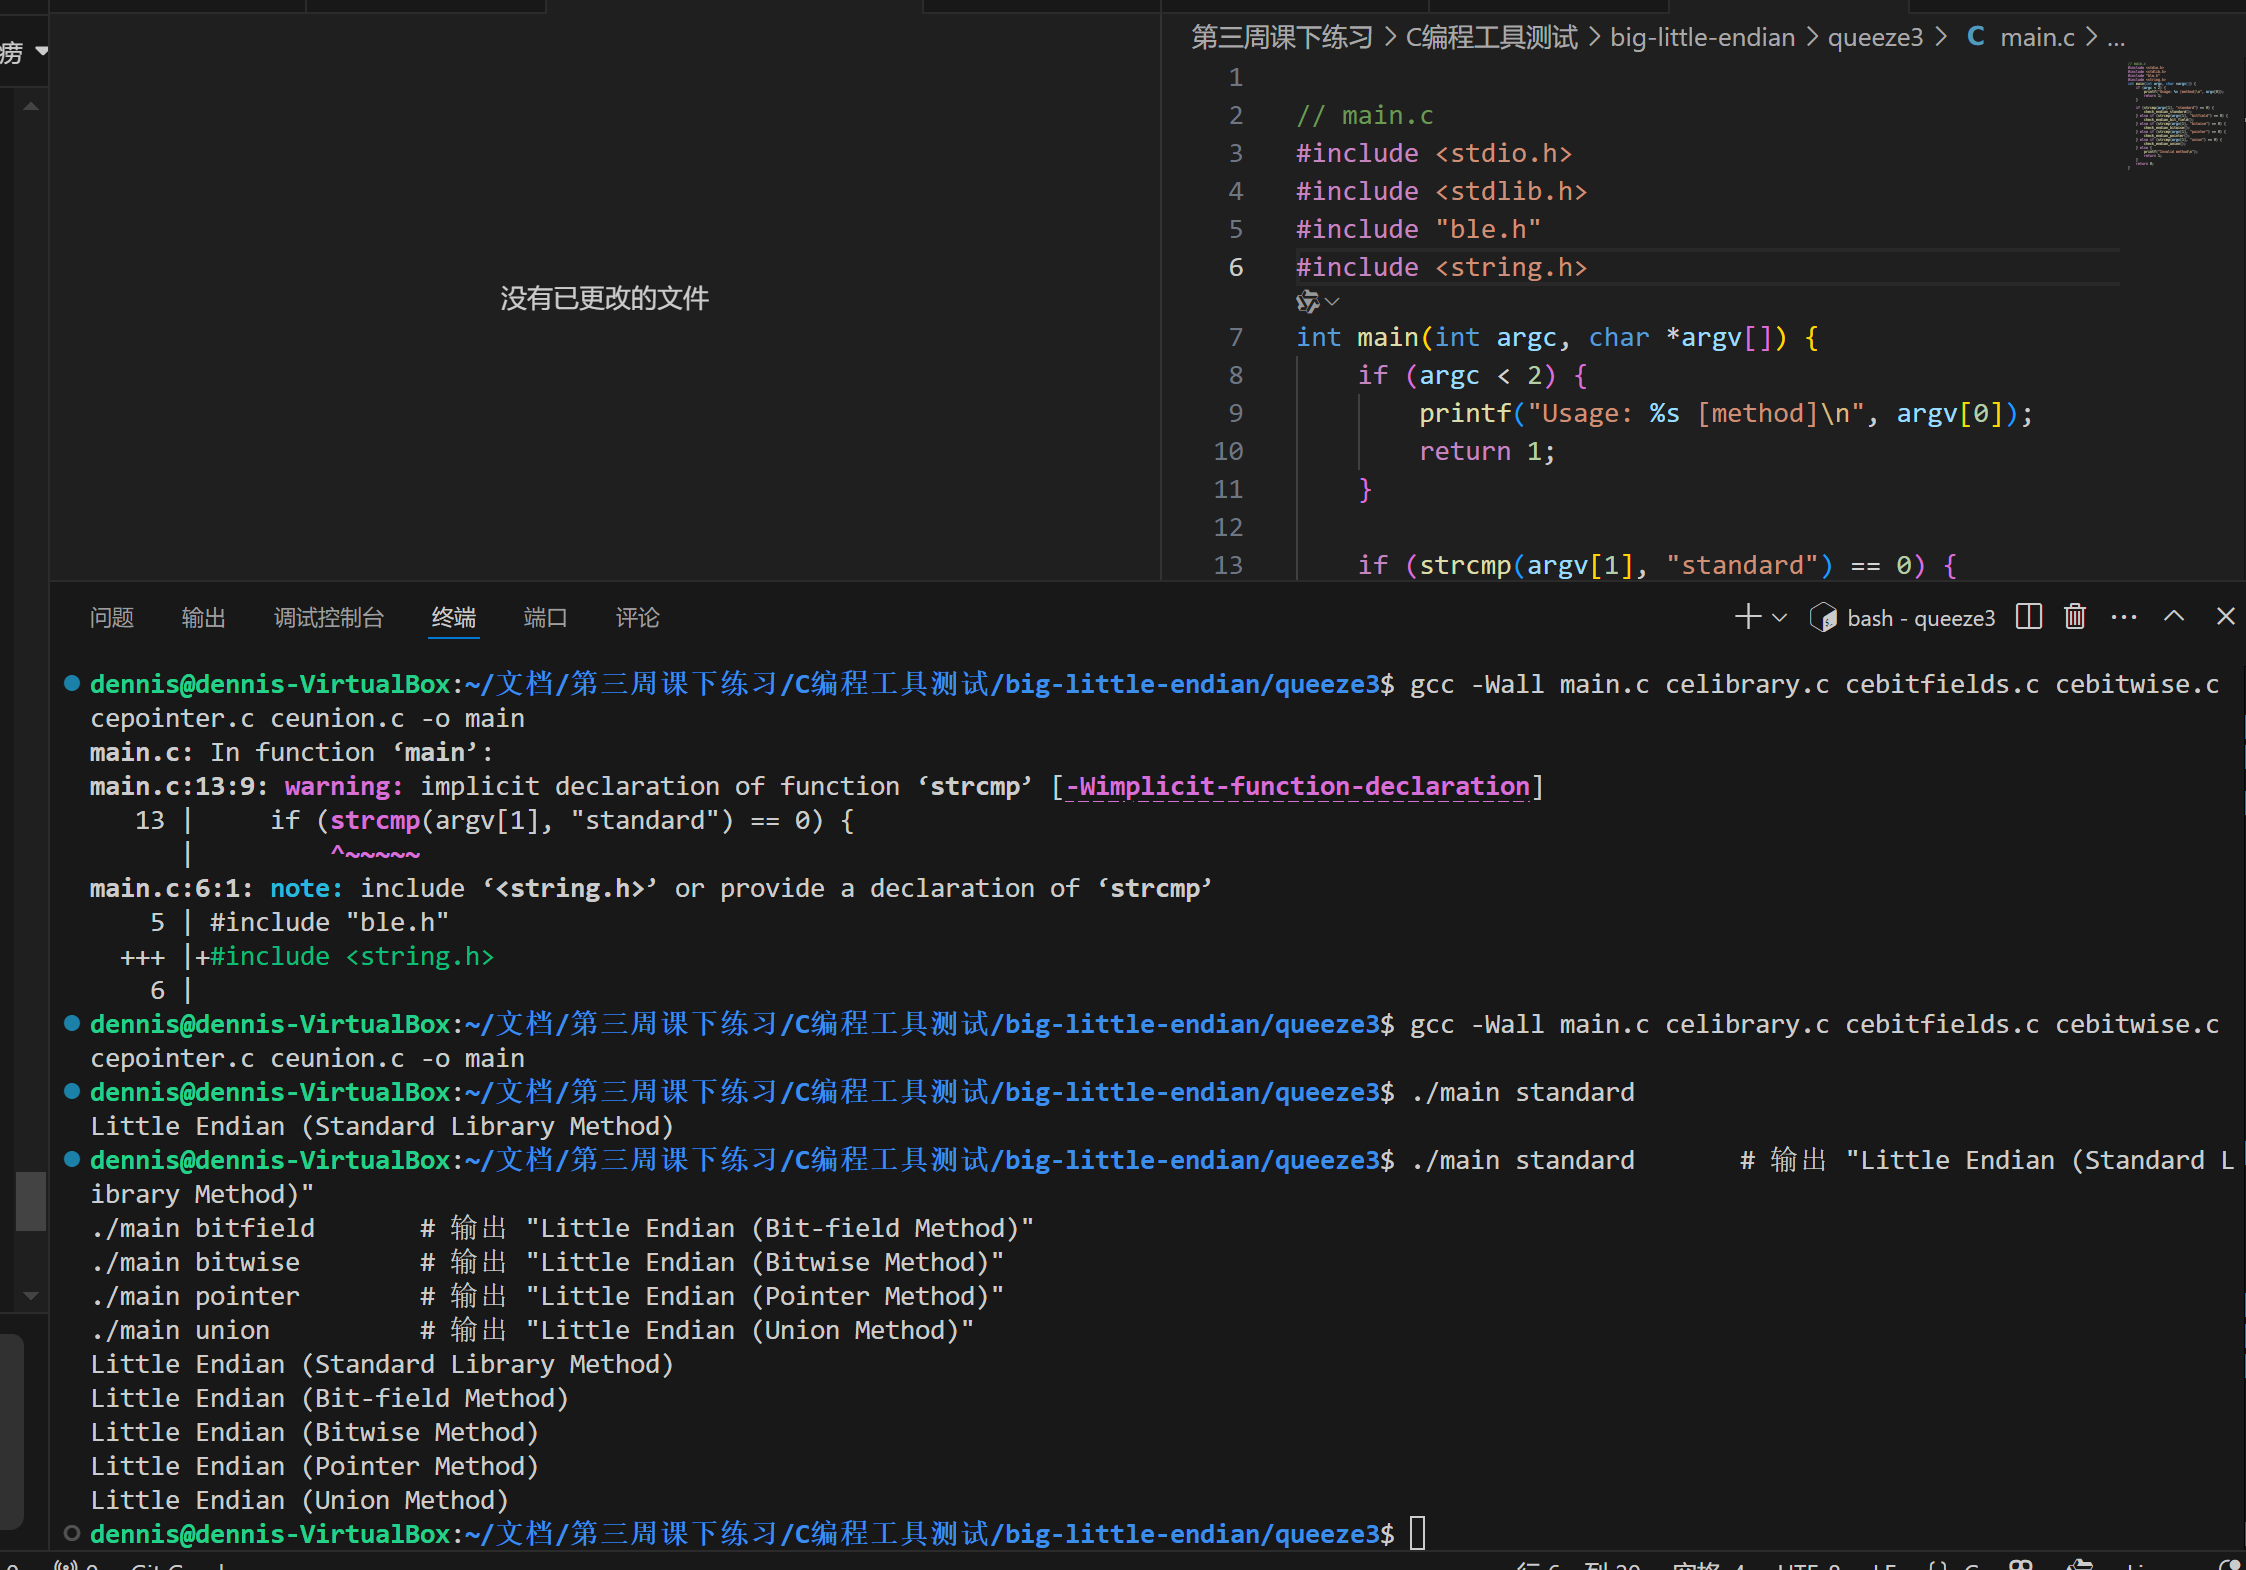 痨
第三周课下练习 > C编程工具测试 > big-little-endian > queeze3 > C main.c > ...
没有已更改的文件
1
2 // main.c
3 #include <stdio.h>
4 #include <stdlib.h>
5 #include "ble.h"
6 #include <string.h>
7 int main(int argc, char *argv[]) {
8 if (argc < 2) {
9 printf("Usage: %s [method]\n", argv[0]);
10 return 1;
11 }
12
13 if (strcmp(argv[1], "standard") == 0) {
问题 输出 调试控制台 终端 端口 评论 bash - queeze3
dennis@dennis-VirtualBox:~/文档/第三周课下练习/C编程工具测试/big-little-endian/queeze3$ gcc -Wall main.c celibrary.c cebitfields.c cebitwise.c
cepointer.c ceunion.c -o main
main.c: In function ‘main’:
main.c:13:9: warning: implicit declaration of function ‘strcmp’ [-Wimplicit-function-declaration]
13 | if (strcmp(argv[1], "standard") == 0) {
| ^~~~~~
main.c:6:1: note: include ‘<string.h>’ or provide a declaration of ‘strcmp’
5 | #include "ble.h"
+++ |+#include <string.h>
6 |
dennis@dennis-VirtualBox:~/文档/第三周课下练习/C编程工具测试/big-little-endian/queeze3$ gcc -Wall main.c celibrary.c cebitfields.c cebitwise.c
cepointer.c ceunion.c -o main
dennis@dennis-VirtualBox:~/文档/第三周课下练习/C编程工具测试/big-little-endian/queeze3$ ./main standard
Little Endian (Standard Library Method)
dennis@dennis-VirtualBox:~/文档/第三周课下练习/C编程工具测试/big-little-endian/queeze3$ ./main standard # 输出 "Little Endian (Standard L
ibrary Method)"
./main bitfield # 输出 "Little Endian (Bit-field Method)"
./main bitwise # 输出 "Little Endian (Bitwise Method)"
./main pointer # 输出 "Little Endian (Pointer Method)"
./main union # 输出 "Little Endian (Union Method)"
Little Endian (Standard Library Method)
Little Endian (Bit-field Method)
Little Endian (Bitwise Method)
Little Endian (Pointer Method)
Little Endian (Union Method)
dennis@dennis-VirtualBox:~/文档/第三周课下练习/C编程工具测试/big-little-endian/queeze3$